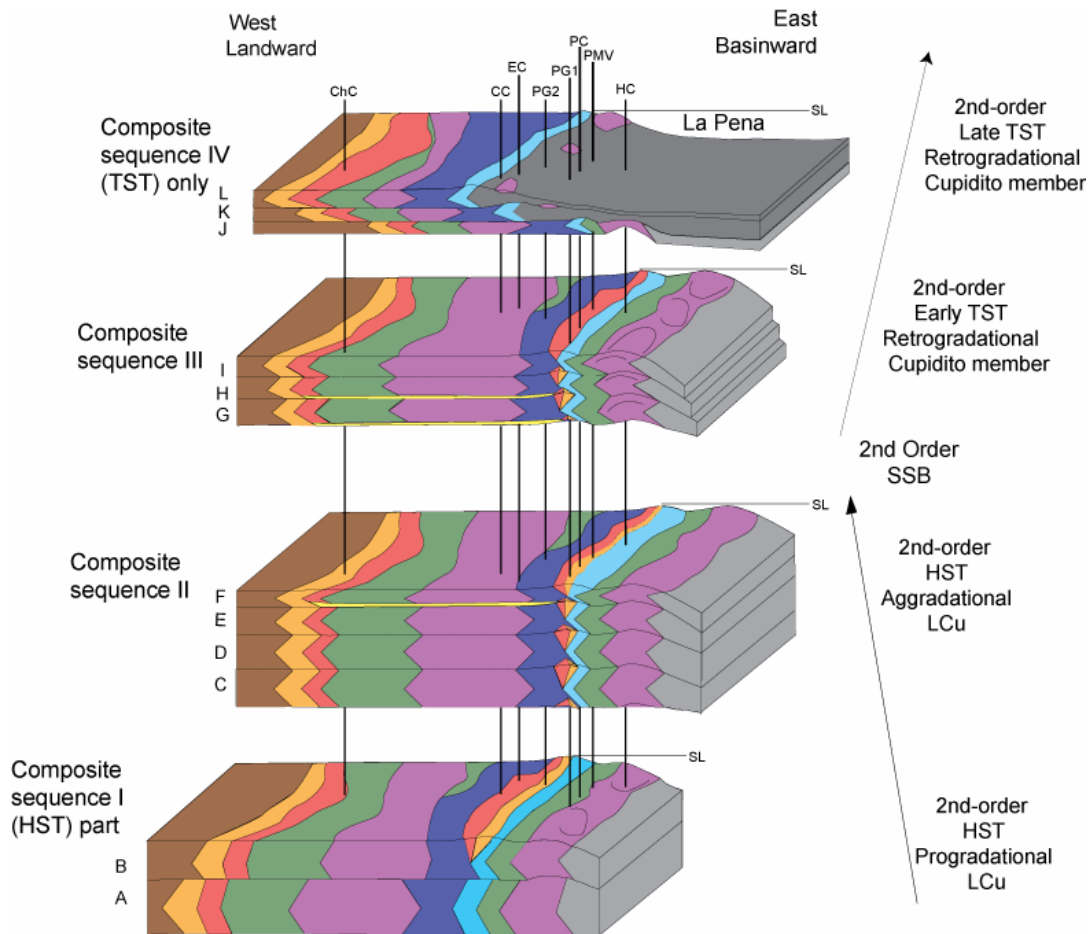 West
Landward
East
Basinward
PC
PMV
EC
PG1
ChC
CC
PG2
HC
SL
La Pena
Composite
sequence IV
(TST) only
L
K
J
2nd-order
Late TST
Retrogradational
Cupidito member
SL
Composite
sequence III
I
H
G
2nd-order
Early TST
Retrogradational
Cupidito member
2nd Order
SSB
SL
Composite
sequence II
F
E
D
C
2nd-order
HST
Aggradational
LCu
SL
Composite
sequence I
(HST) part
B
A
2nd-order
HST
Progradational
LCu